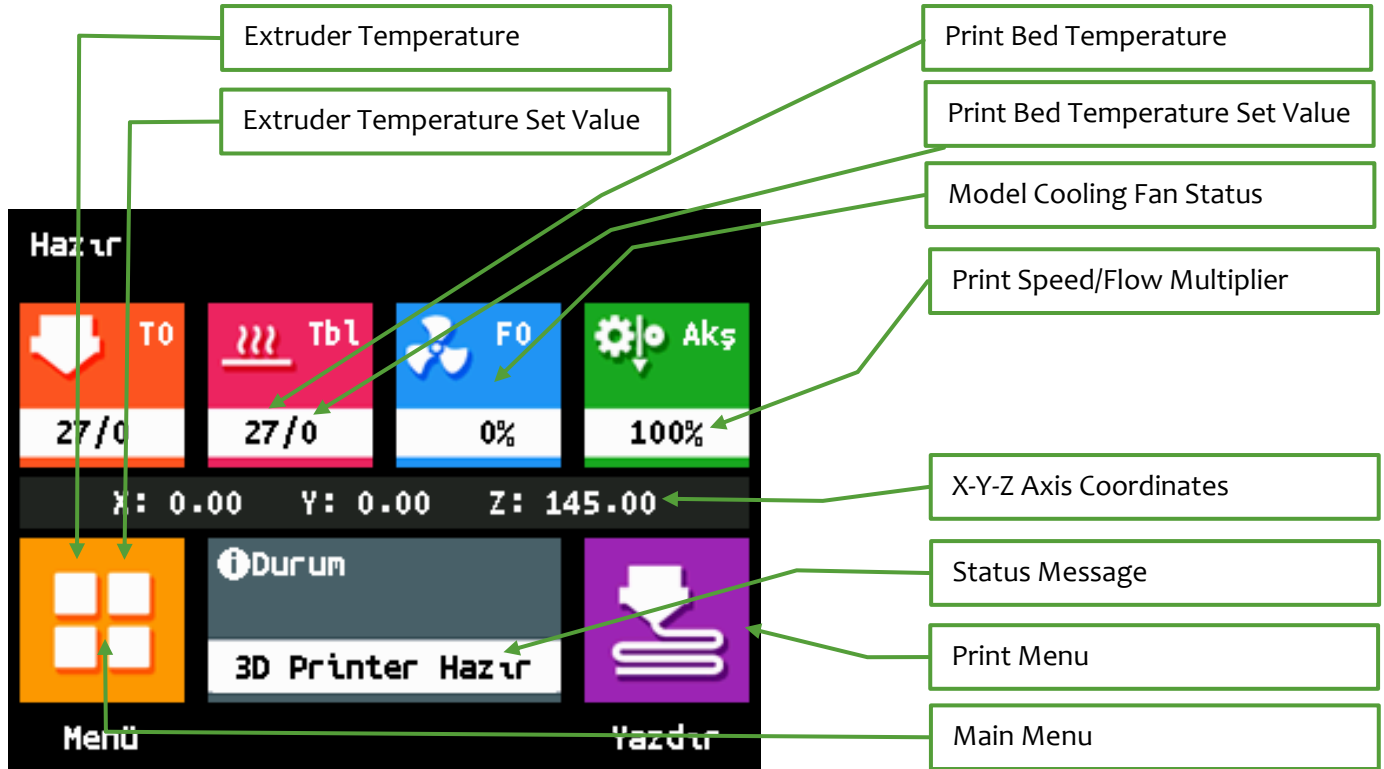 Extruder Temperature
Print Bed Temperature
Extruder Temperature Set Value
Print Bed Temperature Set Value
Model Cooling Fan Status
Hazır
Print Speed/Flow Multiplier
T0
Tbl
F0
Akş
27/0
27/0
0%
100%
X-Y-Z Axis Coordinates
X: 0.00 Y: 0.00 Z: 145.00
Durum
Status Message
3D Printer Hazır
Print Menu
Menü
Yazdır
Main Menu